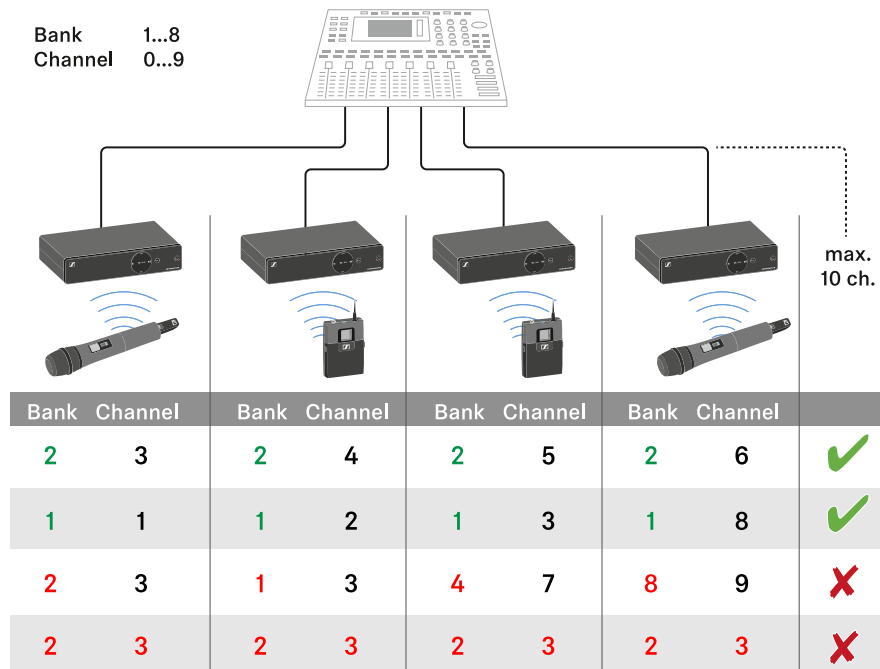 Bank 1...8
Channel 0...9
max.
10 ch.
Bank Channel Bank Channel Bank Channel Bank Channel
2 3 2 4 2 5 2 6
1 1 1 2 1 3 1 8
2 3 1 3 4 7 8 9
2 3 2 3 2 3 2 3